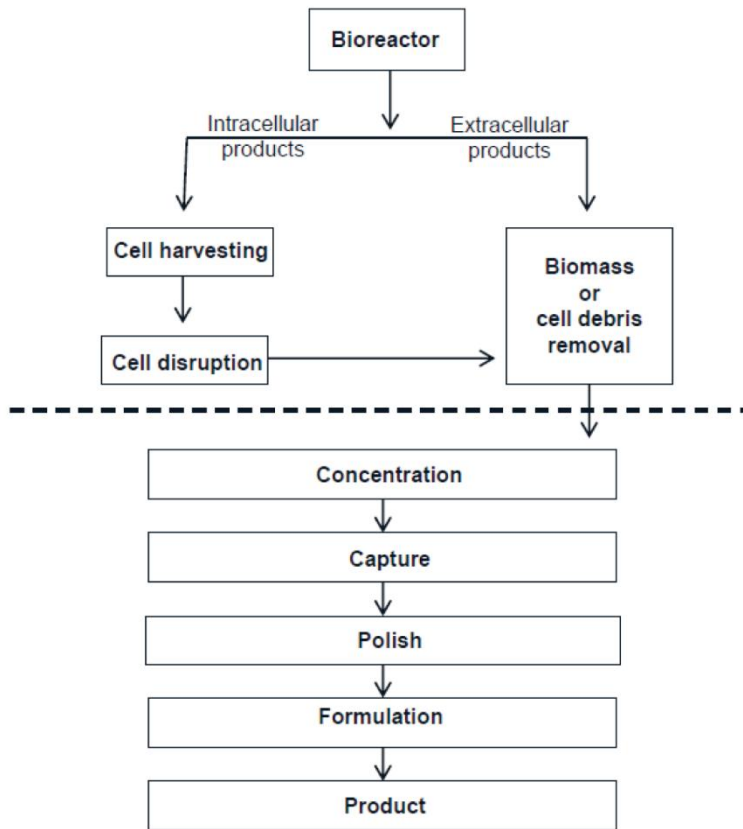 Bioreactor
Intracellular
products
Extracellular
products
Cell harvesting
Cell disruption
Biomass
or
cell debris
removal
Concentration
Capture
Polish
Formulation
Product